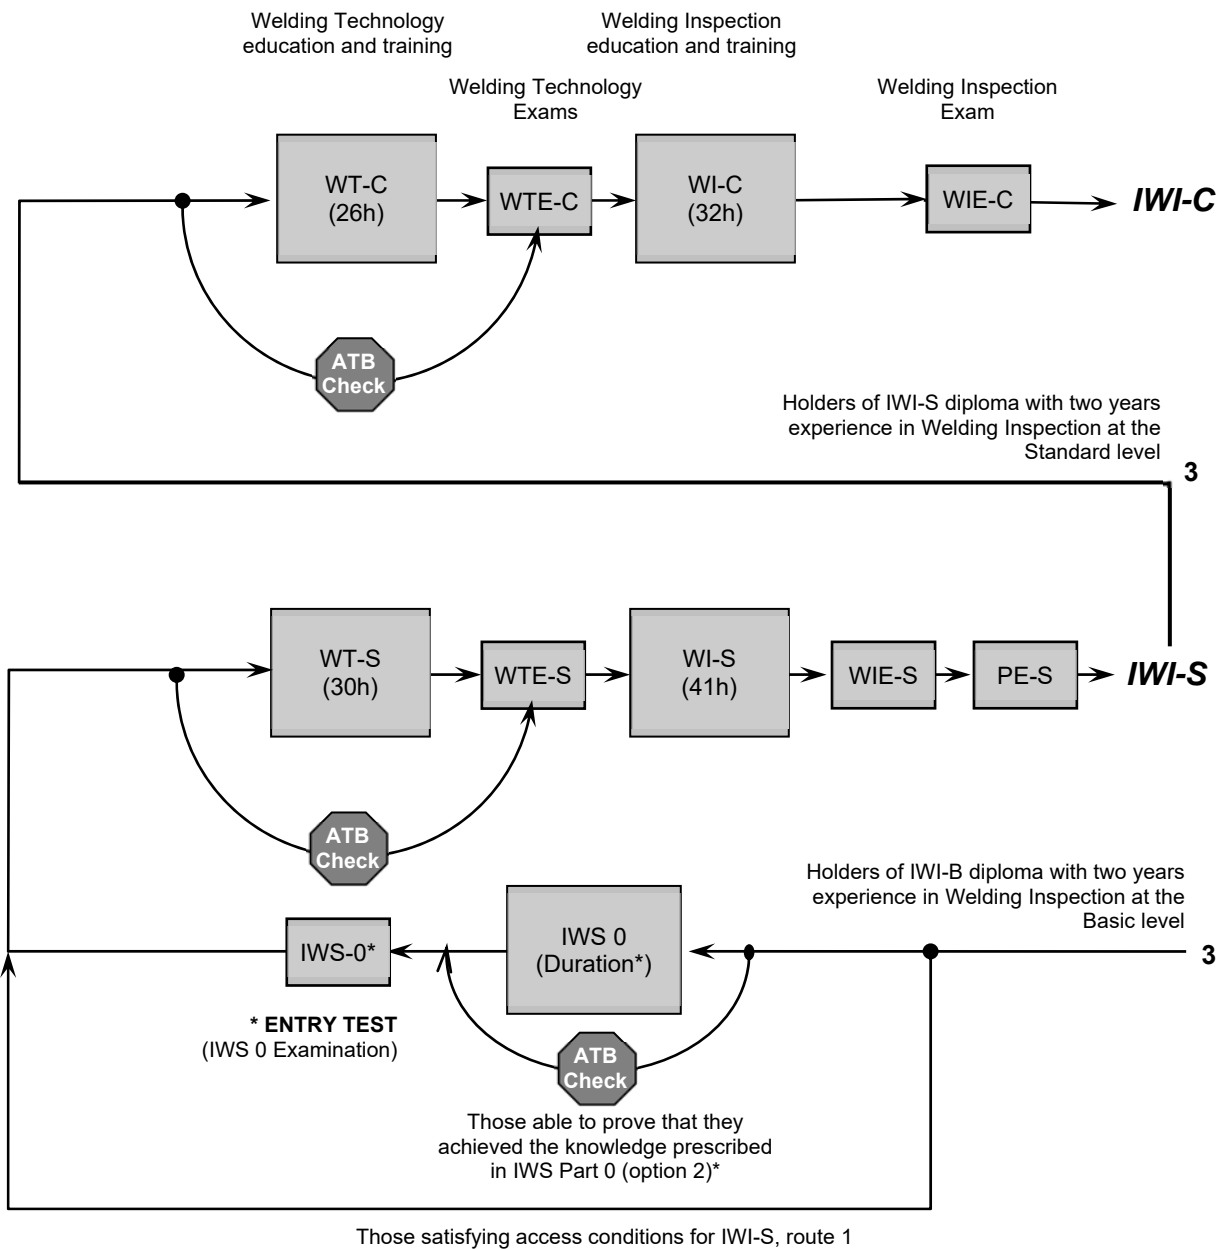 Welding Technology
education and training
Welding Inspection
education and training
Welding Technology
Exams
Welding Inspection
Exam
WT-C
(26h)
WTE-C
WI-C
(32h)
WIE-C
IWI-C
ATB
Check
Holders of IWI-S diploma with two years
experience in Welding Inspection at the
Standard level
3
WT-S
(30h)
WTE-S
WI-S
(41h)
WIE-S
PE-S
IWI-S
ATB
Check
Holders of IWI-B diploma with two years
experience in Welding Inspection at the
Basic level
3
IWS-0*
IWS 0
(Duration*)
* ENTRY TEST
(IWS 0 Examination)
ATB
Check
Those able to prove that they
achieved the knowledge prescribed
in IWS Part 0 (option 2)*
Those satisfying access conditions for IWI-S, route 1